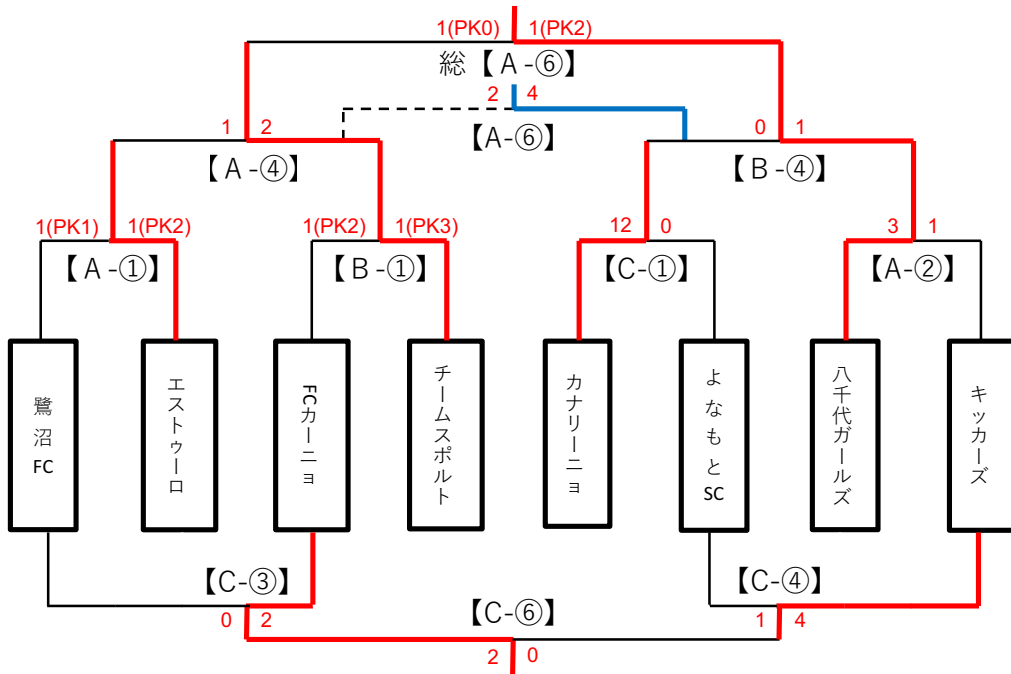 1(PK0) 1(PK2)
総【A-⑥】
2 4
【A-⑥】
1 2
【A-④】
0 1
【B-④】
1(PK1) 1(PK2)
【A-①】
1(PK2) 1(PK3)
【B-①】
12 0
【C-①】
3 1
【A-②】
鷺沼FC
エストゥーロ
FCカーニョ
チームスポルト
カナリーニョ
よなもとSC
八千代ガールズ
キッカーズ
【C-③】
0 2
【C-④】
1 4
【C-⑥】
2 0